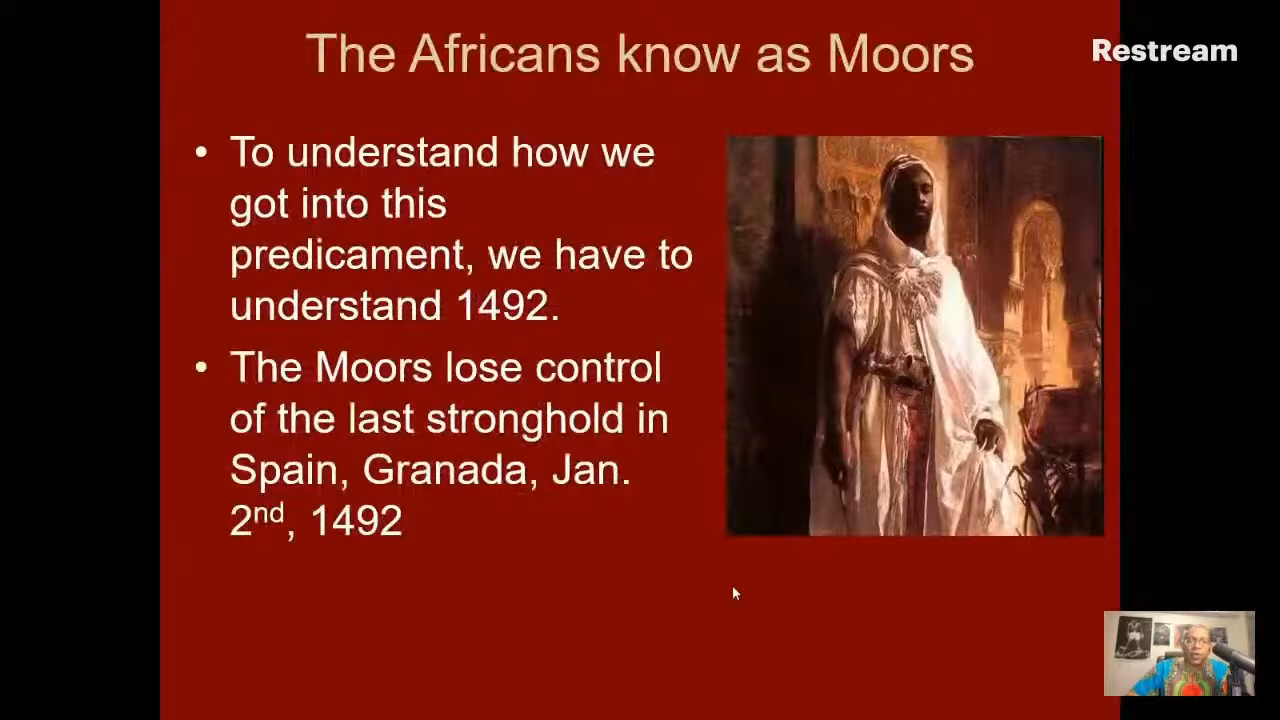 The Africans know as Moors
Restream
• To understand how we
got into this
predicament, we have to
understand 1492.
• The Moors lose control
of the last stronghold in
Spain, Granada, Jan.
2nd, 1492